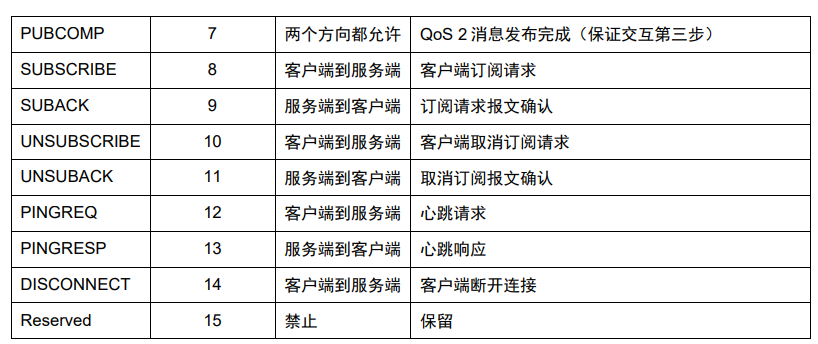 PUBCOMP 7 两个方向都允许 QoS 2 消息发布完成（保证交互第三步）
SUBSCRIBE 8 客户端到服务端 客户端订阅请求
SUBACK 9 服务端到客户端 订阅请求报文确认
UNSUBSCRIBE 10 客户端到服务端 客户端取消订阅请求
UNSUBACK 11 服务端到客户端 取消订阅报文确认
PINGREQ 12 客户端到服务端 心跳请求
PINGRESP 13 服务端到客户端 心跳响应
DISCONNECT 14 客户端到服务端 客户端断开连接
Reserved 15 禁止 保留